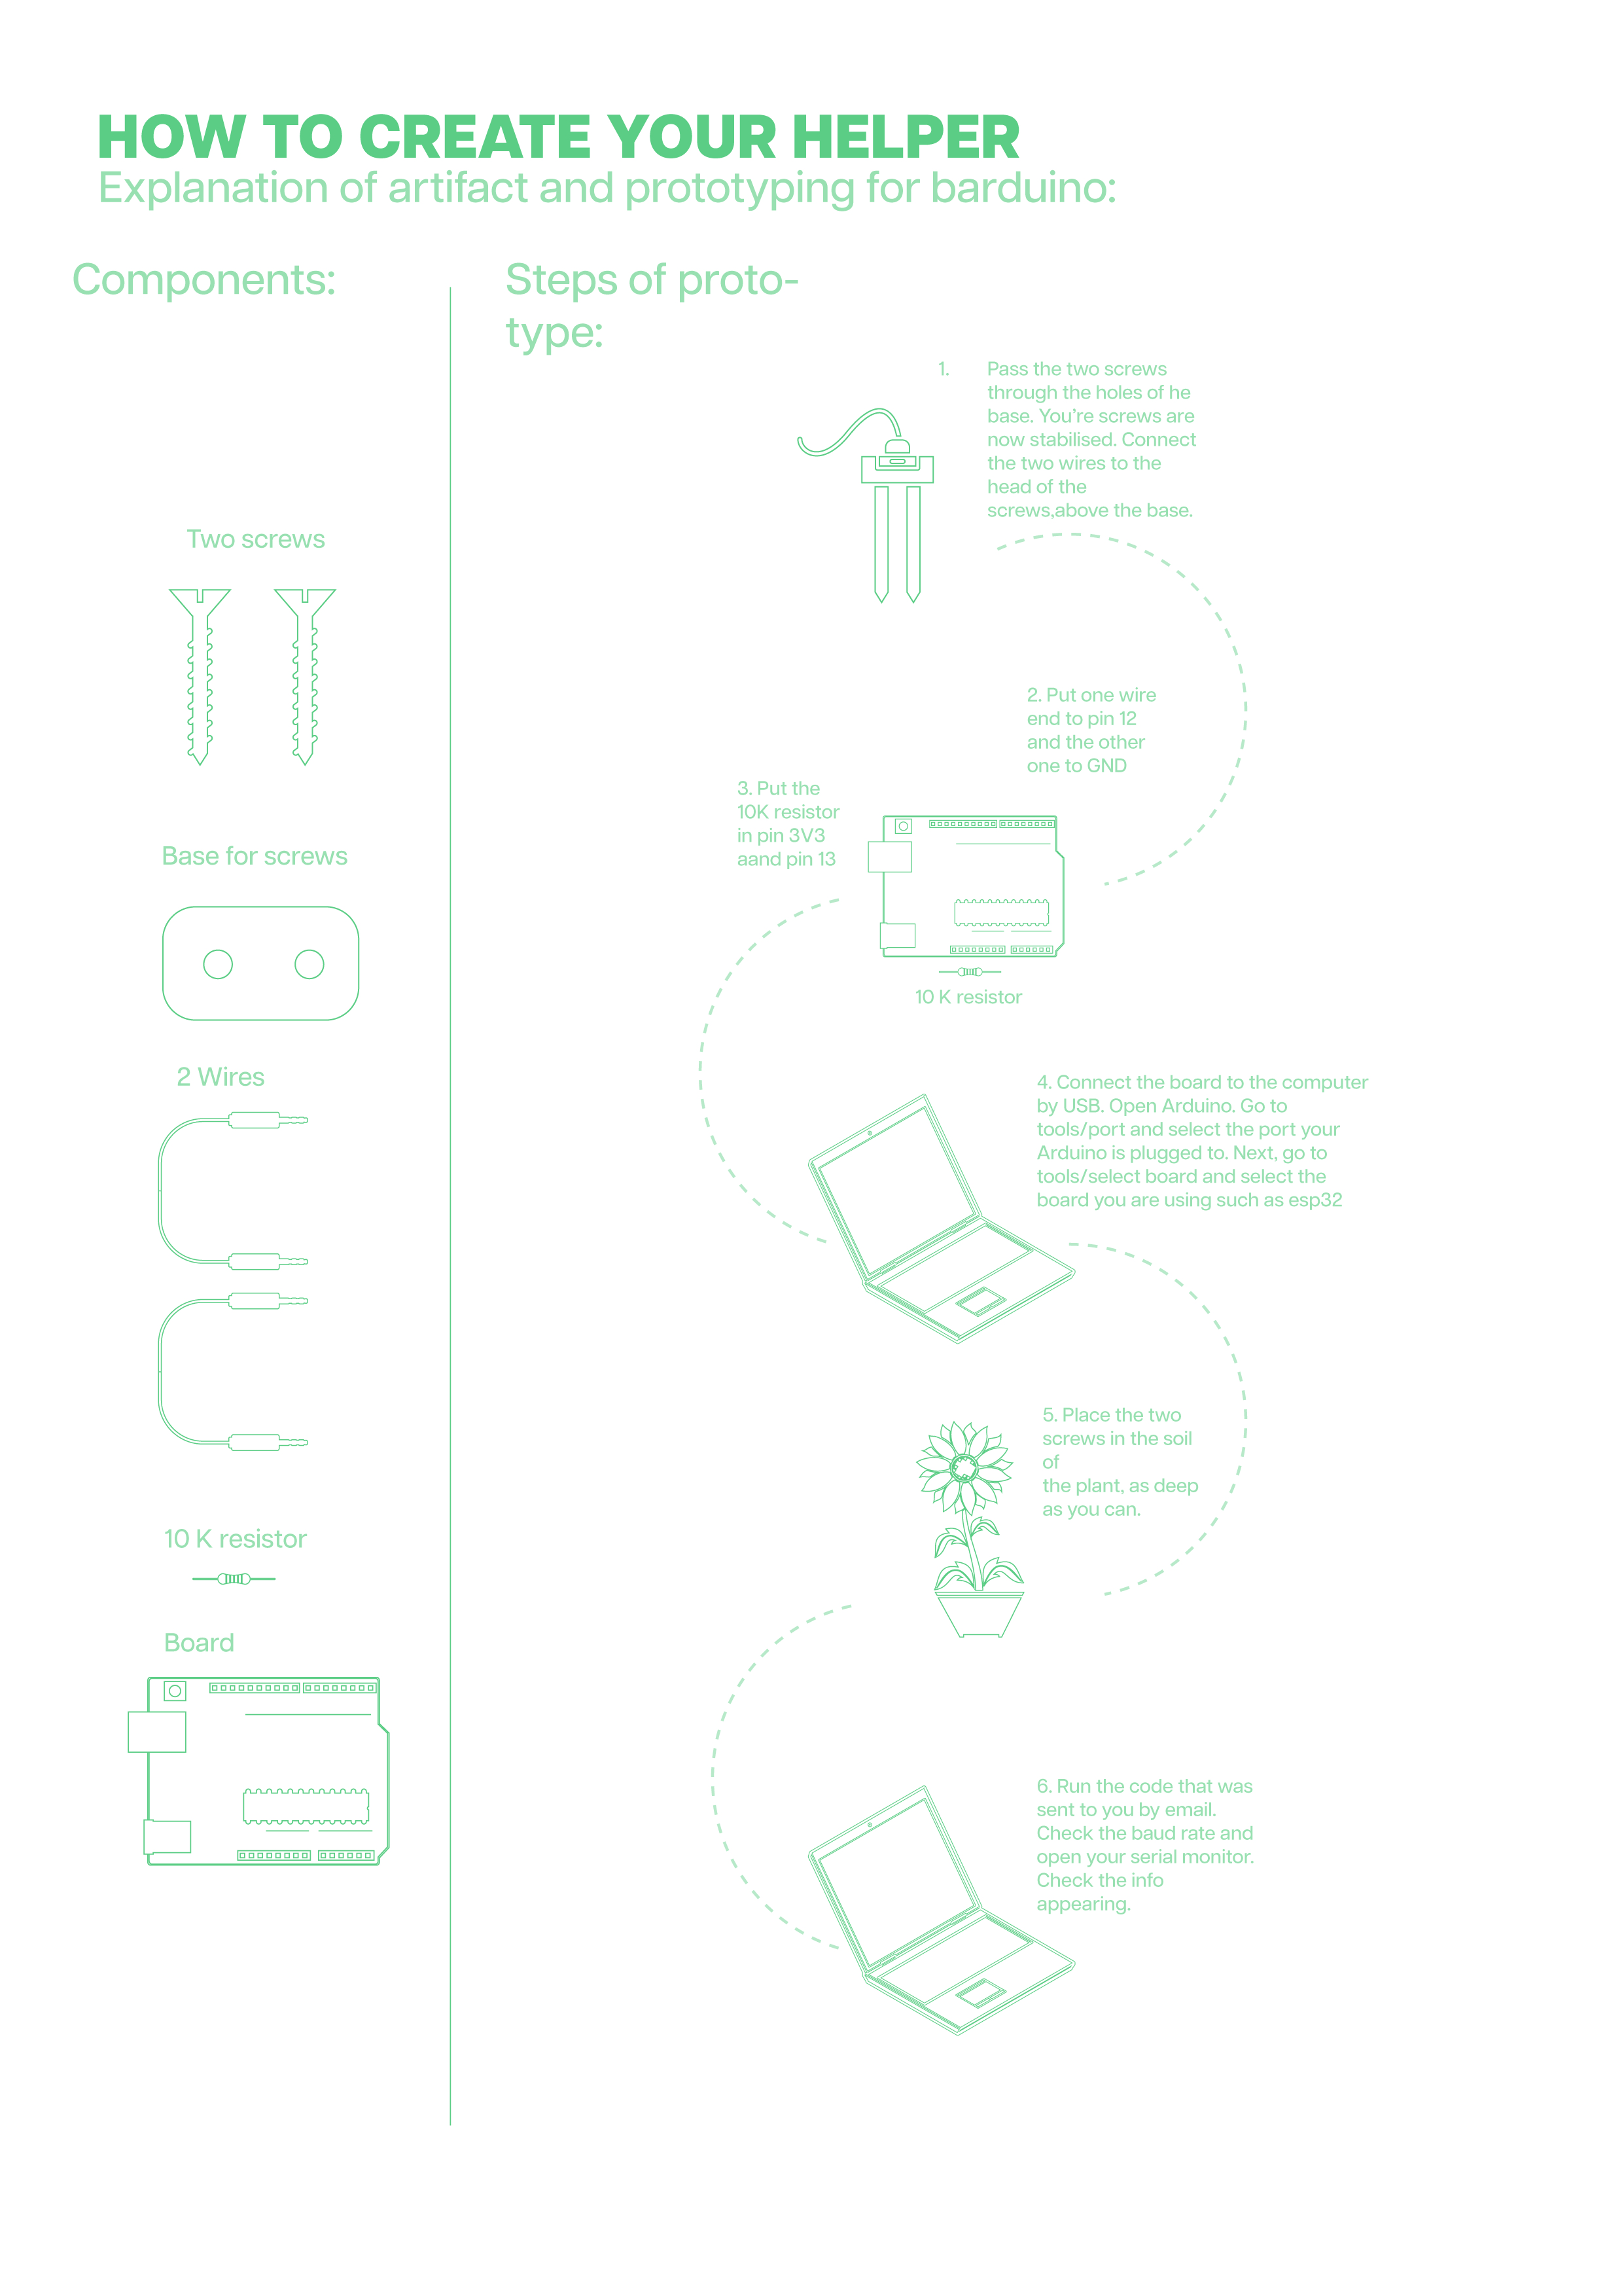 HOW TO CREATE YOUR HELPER
Explanation of artifact and prototyping for barduino:
Components:
Two screws
Base for screws
2 Wires
10 K resistor
Board
Steps of proto-
type:
1. Pass the two screws
through the holes of he
base. You're screws are
now stabilised. Connect
the two wires to the
head of the
screws,above the base.
2. Put one wire
end to pin 12
and the other
one to GND
3. Put the
10K resistor
in pin 3V3
aand pin 13
10 K resistor
4. Connect the board to the computer
by USB. Open Arduino. Go to
tools/port and select the port your
Arduino is plugged to. Next, go to
tools/select board and select the
board you are using such as esp32
5. Place the two
screws in the soil
of
the plant, as deep
as you can.
6. Run the code that was
sent to you by email.
Check the baud rate and
open your serial monitor.
Check the info
appearing.